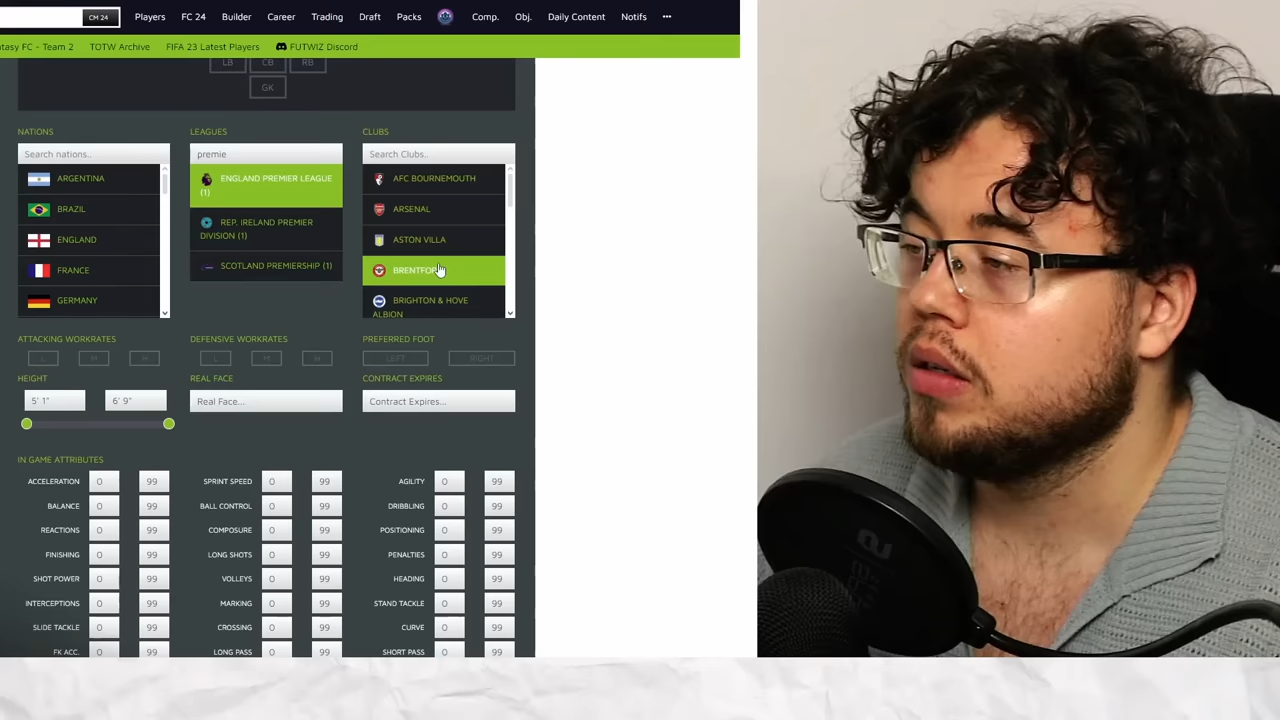 CM 24 Players FC 24 Builder Career Trading Draft Packs Comp. Obj. Daily Content Notifs •••
tasy FC - Team 2 TOTW Archive FIFA 23 Latest Players FUTWIZ Discord
LB CB RB
GK
NATIONS LEAGUES CLUBS
Search nations.. premie Search Clubs..
ARGENTINA
BRAZIL
ENGLAND
FRANCE
GERMANY
ENGLAND PREMIER LEAGUE
(1)
REP. IRELAND PREMIER
DIVISION (1)
SCOTLAND PREMIERSHIP (1)
AFC BOURNEMOUTH
ARSENAL
ASTON VILLA
BRENTFORD
BRIGHTON & HOVE
ALBION
ATTACKING WORKRATES DEFENSIVE WORKRATES PREFERRED FOOT
L M H L M H LEFT RIGHT
HEIGHT REAL FACE CONTRACT EXPIRES
5' 1" 6' 9" Real Face... Contract Expires...
IN GAME ATTRIBUTES
ACCELERATION 0 99 SPRINT SPEED 0 99 AGILITY 0 99
BALANCE 0 99 BALL CONTROL 0 99 DRIBBLING 0 99
REACTIONS 0 99 COMPOSURE 0 99 POSITIONING 0 99
FINISHING 0 99 LONG SHOTS 0 99 PENALTIES 0 99
SHOT POWER 0 99 VOLLEYS 0 99 HEADING 0 99
INTERCEPTIONS 0 99 MARKING 0 99 STAND TACKLE 0 99
SLIDE TACKLE 0 99 CROSSING 0 99 CURVE 0 99
FK ACC. 0 99 LONG PASS 0 99 SHORT PASS 0 99